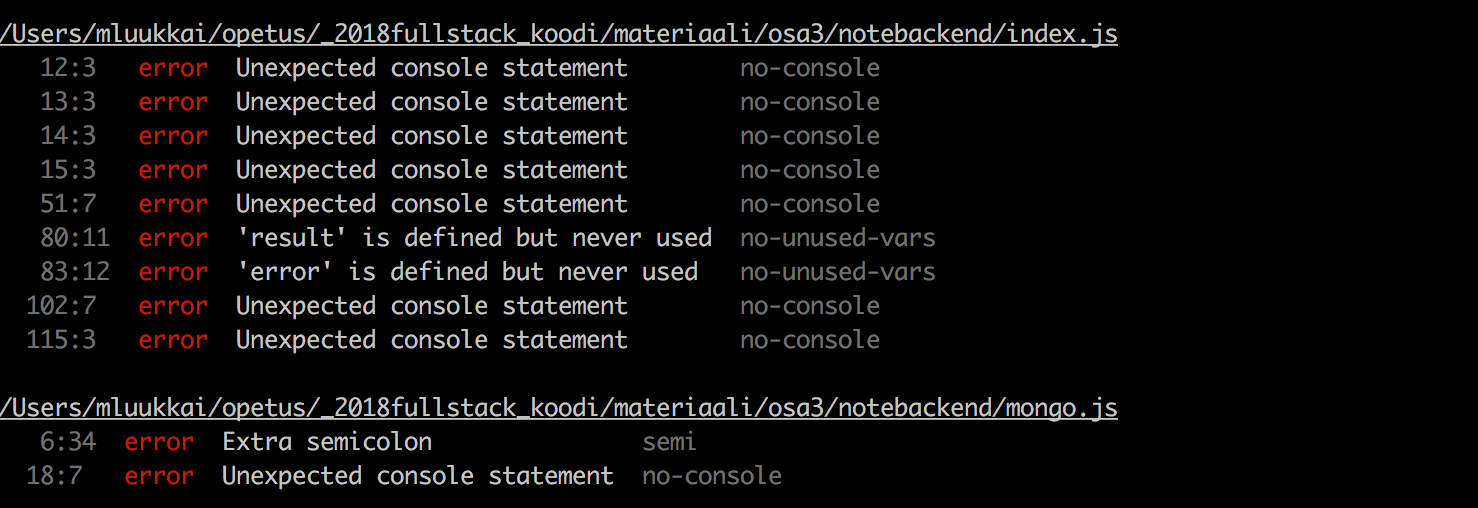 /Users/mluukkai/opetus/_2018fullstack_koodi/materiaali/osa3/notebackend/index.js
12:3 error Unexpected console statement no-console
13:3 error Unexpected console statement no-console
14:3 error Unexpected console statement no-console
15:3 error Unexpected console statement no-console
51:7 error Unexpected console statement no-console
80:11 error 'result' is defined but never used no-unused-vars
83:12 error 'error' is defined but never used no-unused-vars
102:7 error Unexpected console statement no-console
115:3 error Unexpected console statement no-console
/Users/mluukkai/opetus/_2018fullstack_koodi/materiaali/osa3/notebackend/mongo.js
6:34 error Extra semicolon semi
18:7 error Unexpected console statement no-console